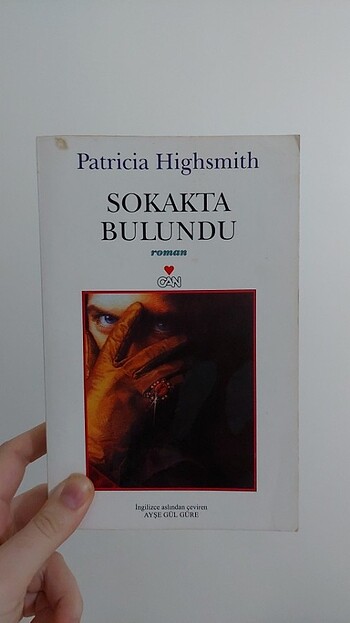 Patricia Highsmith
SOKAKTA
BULUNDU
roman
CAN
İngilizce aslından çeviren
AYŞE GÜL GÜRE